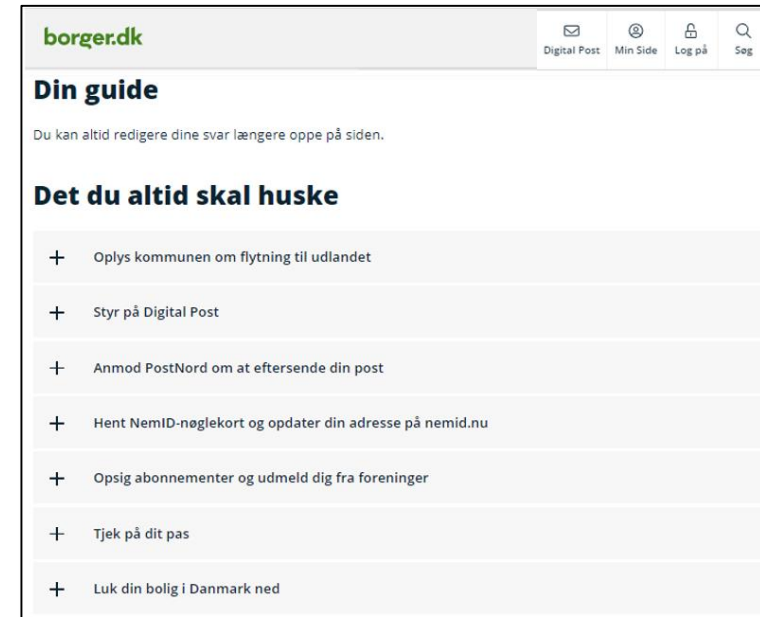 borger.dk
Digital Post
Min Side
Log på
Søg
Din guide
Du kan altid redigere dine svar længere oppe på siden.
Det du altid skal huske
Oplys kommunen om flytning til udlandet
Styr på Digital Post
Anmod PostNord om at eftersende din post
Hent NemID-nøglekort og opdater din adresse på nemid.nu
Opsig abonnementer og udmeld dig fra foreninger
Tjek på dit pas
Luk din bolig i Danmark ned